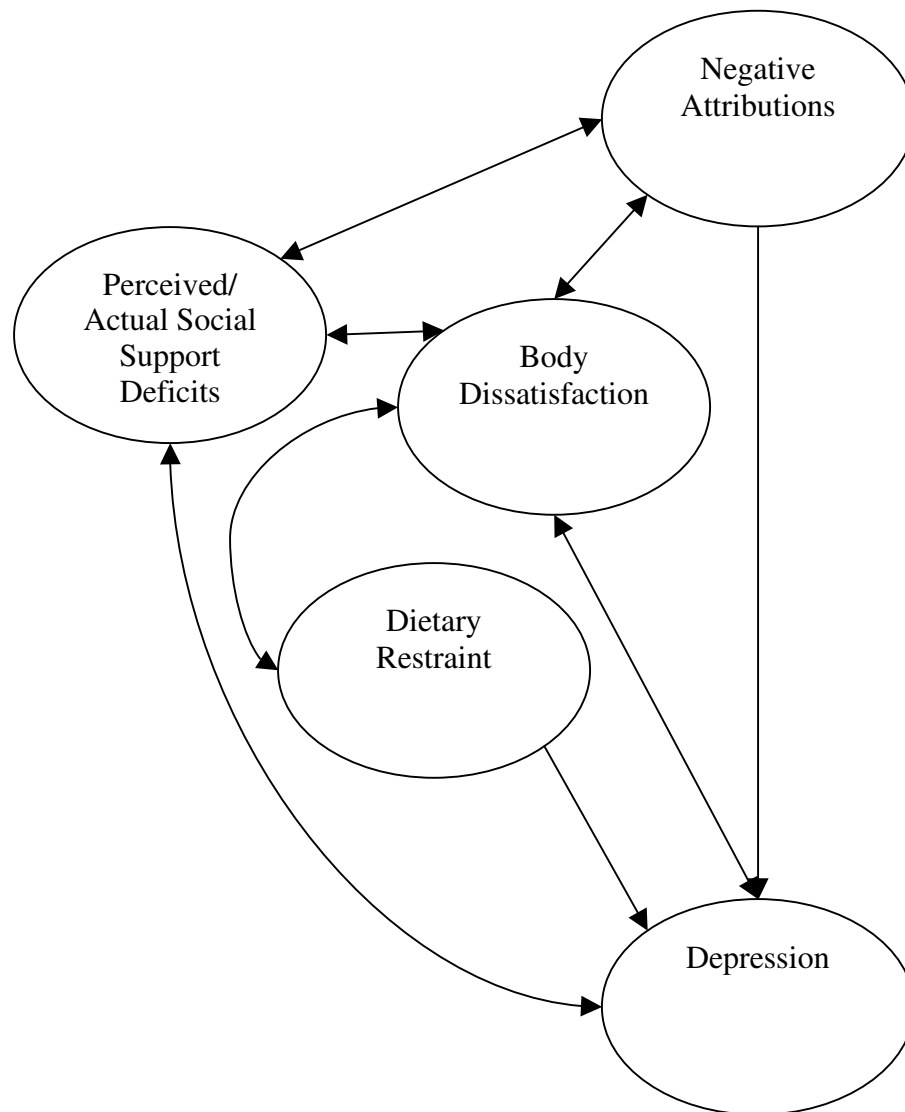 Negative
Attributions
Perceived/
Actual Social
Support
Deficits
Body
Dissatisfaction
Dietary
Restraint
Depression